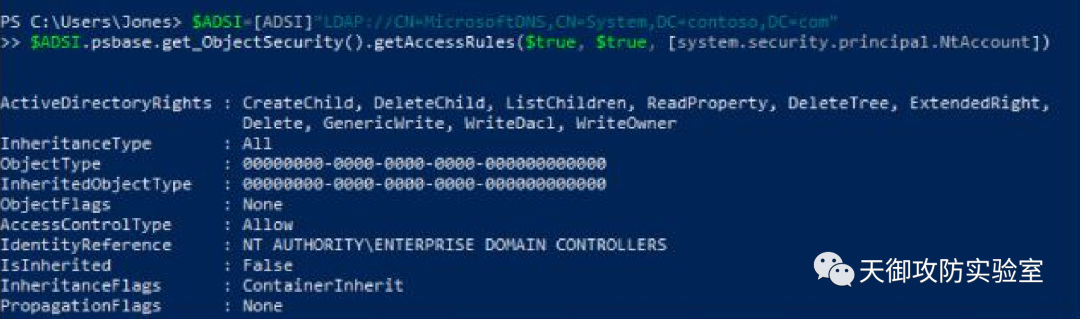 PS C:\Users\Jones> $ADSI=[ADSI]"LDAP://CN=MicrosoftDNS,CN=System,DC=contoso,DC=com"
>> $ADSI.psbase.get_ObjectSecurity().getAccessRules($true, $true, [system.security.principal.NtAccount])
ActiveDirectoryRights : CreateChild, DeleteChild, ListChildren, ReadProperty, DeleteTree, ExtendedRight,
Delete, GenericWrite, WriteDacl, WriteOwner
InheritanceType : All
ObjectType : 00000000-0000-0000-0000-000000000000
InheritedObjectType : 00000000-0000-0000-0000-000000000000
ObjectFlags : None
AccessControlType : Allow
IdentityReference : NT AUTHORITY\ENTERPRISE DOMAIN CONTROLLERS
IsInherited : False
InheritanceFlags : ContainerInherit
PropagationFlags : None
天御攻防实验室